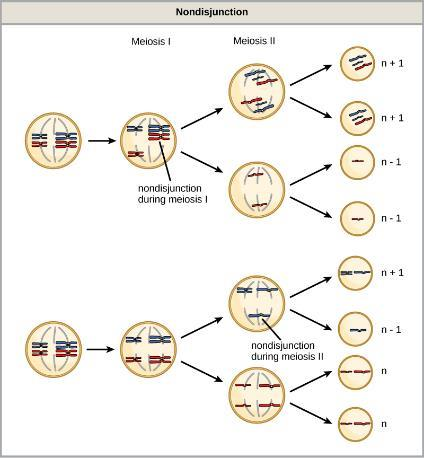 Nondisjunction
Meiosis I
Meiosis II
n + 1
n + 1
n - 1
nondisjunction
during meiosis I
n - 1
n + 1
n - 1
nondisjunction
during meiosis II
n
n